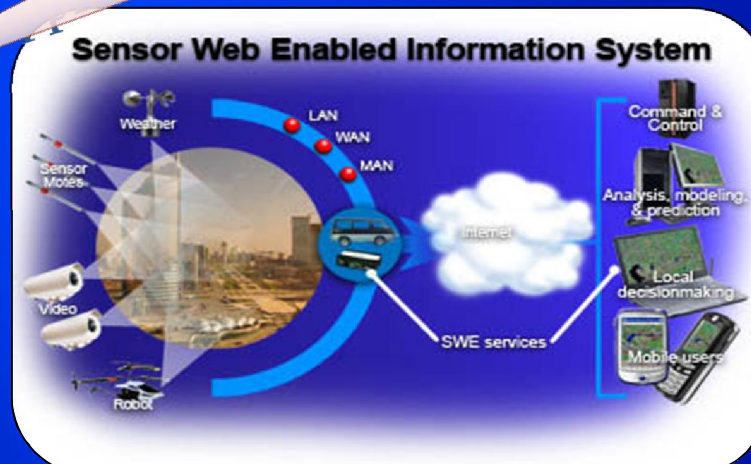 Sensor Web Enabled Information System
Weather
Sensor
Motes
Video
Robot
LAN
WAN
MAN
Internet
SWE services
Command &
Control
Analysis, modeling,
& prediction
Local
decisionmaking
Mobile users